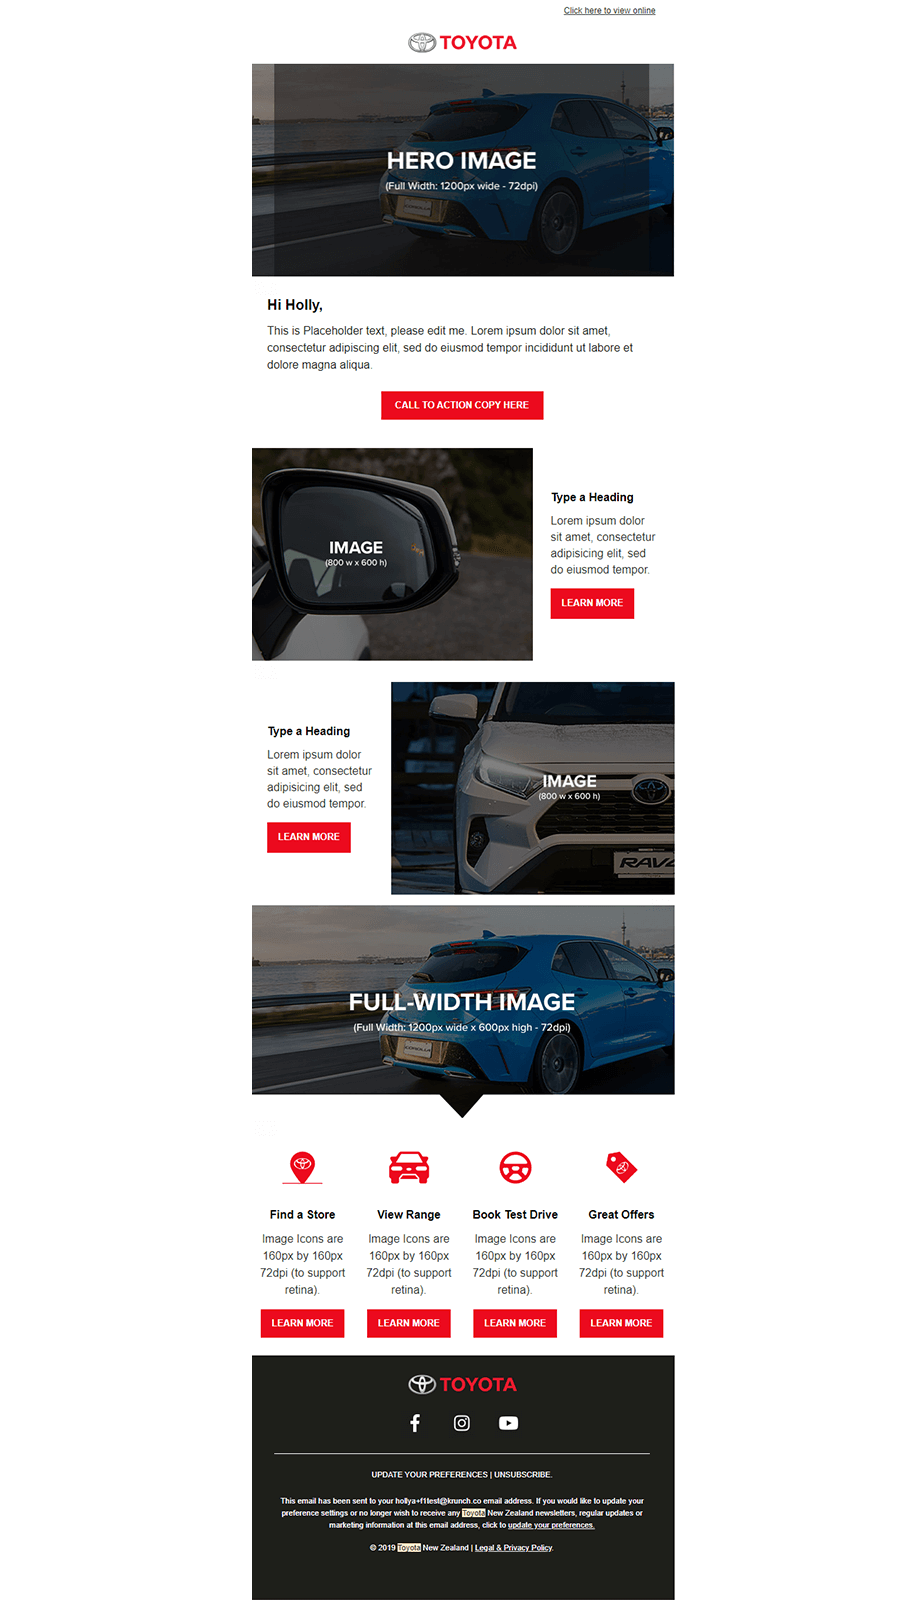 Click here to view online
TOYOTA
HERO IMAGE
(Full Width: 1200px wide - 72dpi)
Hi Holly,
This is Placeholder text, please edit me. Lorem ipsum dolor sit amet,
consectetur adipiscing elit, sed do eiusmod tempor incididunt ut labore et
dolore magna aliqua.
CALL TO ACTION COPY HERE
IMAGE
(800 w x 600 h)
Type a Heading
Lorem ipsum dolor
sit amet, consectetur
adipisicing elit, sed
do eiusmod tempor.
LEARN MORE
Type a Heading
Lorem ipsum dolor
sit amet, consectetur
adipisicing elit, sed
do eiusmod tempor.
LEARN MORE
IMAGE
(800 w x 600 h)
RAV4
FULL-WIDTH IMAGE
(Full Width: 1200px wide x 600px high - 72dpi)
COROLLA
Find a Store
Image Icons are
160px by 160px
72dpi (to support
retina).
LEARN MORE
View Range
Image Icons are
160px by 160px
72dpi (to support
retina).
LEARN MORE
Book Test Drive
Image Icons are
160px by 160px
72dpi (to support
retina).
LEARN MORE
Great Offers
Image Icons are
160px by 160px
72dpi (to support
retina).
LEARN MORE
TOYOTA
UPDATE YOUR PREFERENCES | UNSUBSCRIBE.
This email has been sent to your hollya+f1test@krunch.co email address. If you would like to update your
preference settings or no longer wish to receive any Toyota New Zealand newsletters, regular updates or
marketing information at this email address, click to update your preferences.
© 2019 Toyota New Zealand | Legal & Privacy Policy.